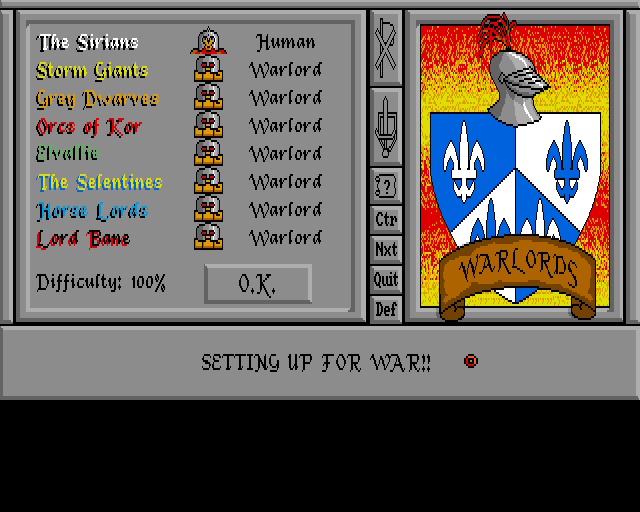 The Sirians Human
Storm Giants Warlord
Grey Dwarves Warlord
Orcs of Kor Warlord
Elvallie Warlord
The Selentines Warlord
Horse Lords Warlord
Lord Bane Warlord
Difficulty: 100% O.K.
?
Ctr
Nxt
Quit
Def
WARLORDS
SETTING UP FOR WAR!!